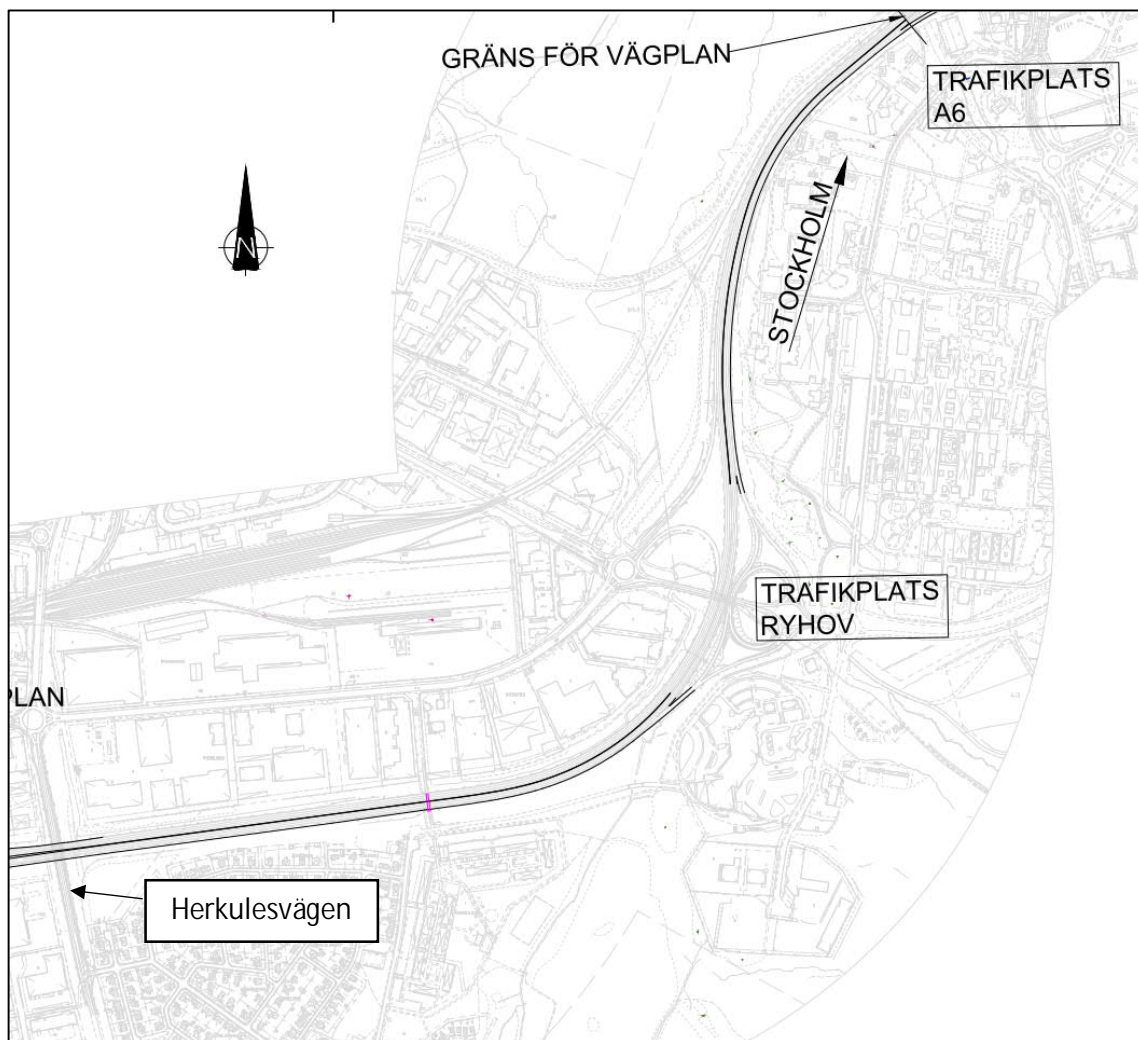 GRÄNS FÖR VÄGPLAN
TRAFIKPLATS
A6
N
STOCKHOLM
TRAFIKPLATS
RYHOV
PLAN
Herkulesvägen